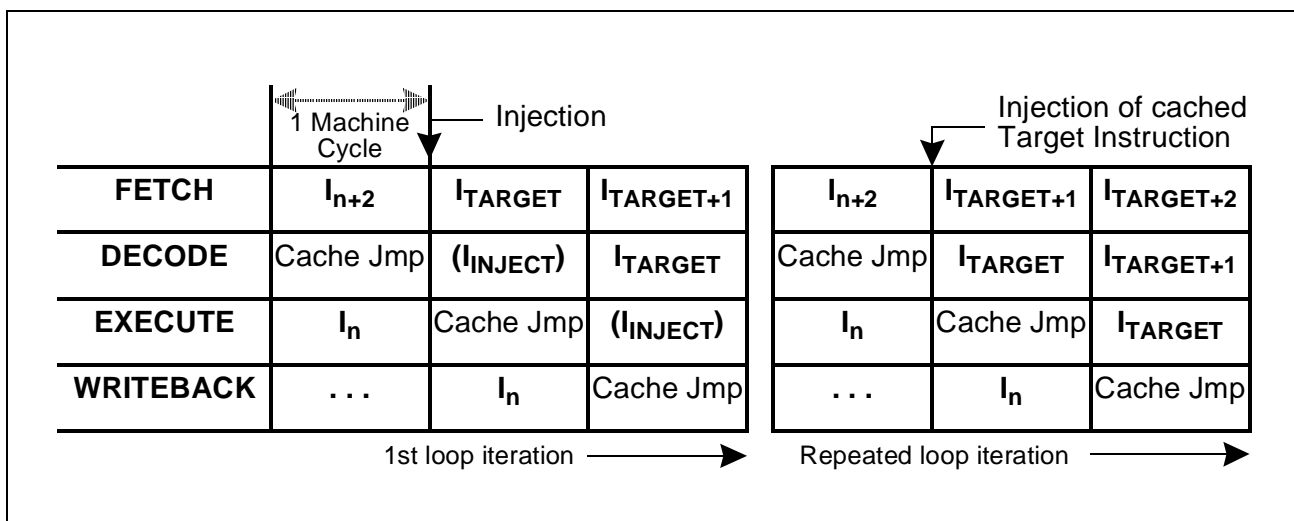 1 Machine
Cycle
Injection
Injection of cached
Target Instruction
FETCH In+2 ITARGET ITARGET+1 In+2 ITARGET+1 ITARGET+2
DECODE Cache Jmp (IINJECT) ITARGET Cache Jmp ITARGET ITARGET+1
EXECUTE In Cache Jmp (IINJECT) In Cache Jmp ITARGET
WRITEBACK . . . In Cache Jmp . . . In Cache Jmp
1st loop iteration Repeated loop iteration